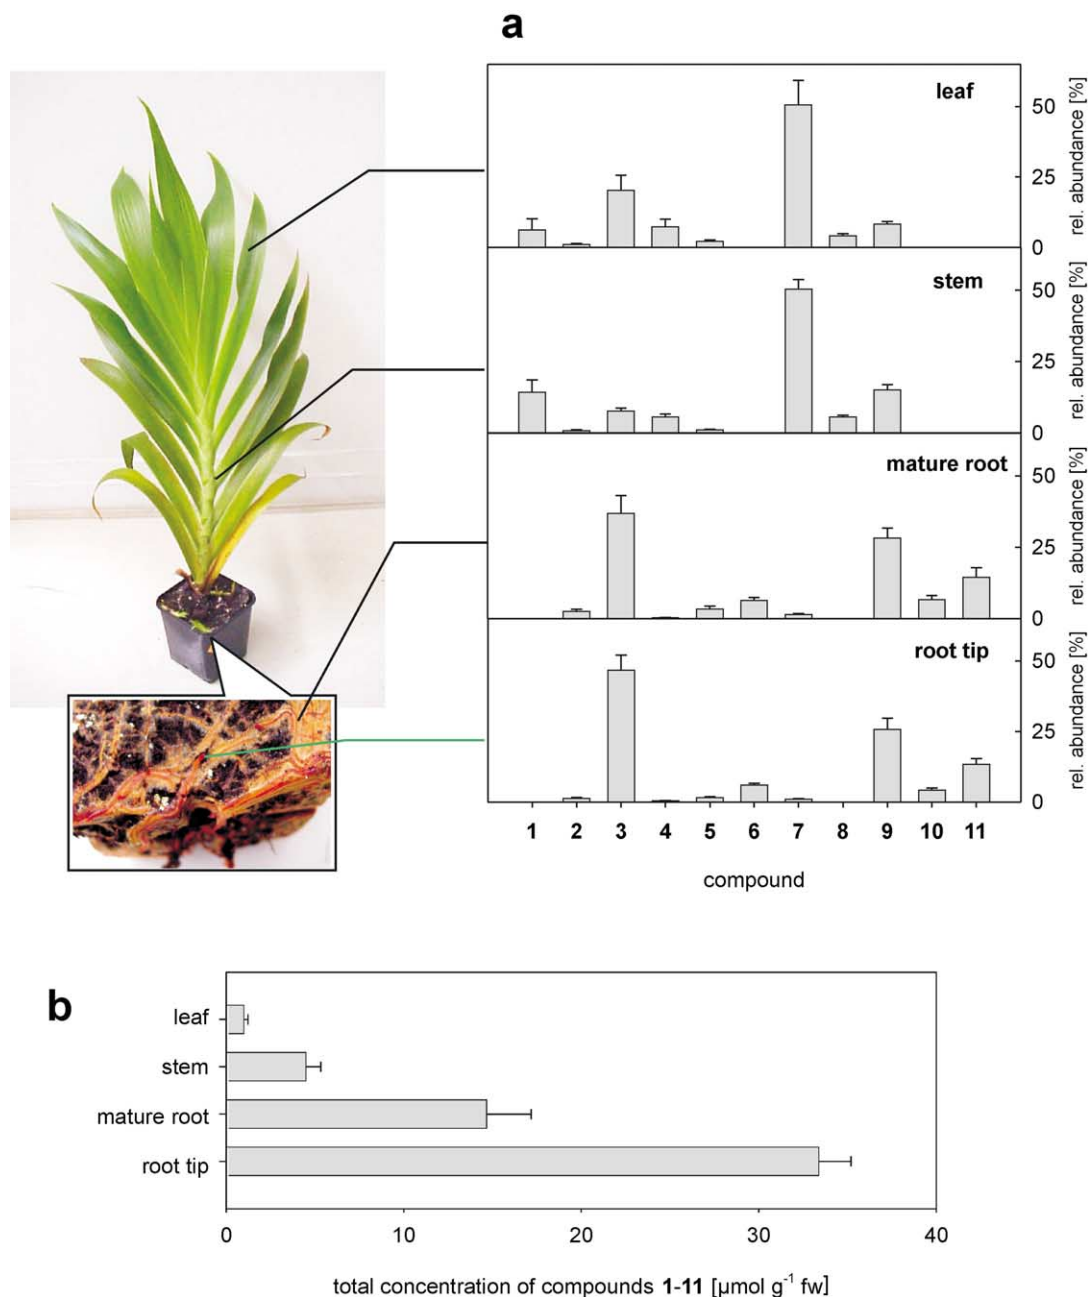 a
leaf
rel. abundance [%]
50
25
0
stem
rel. abundance [%]
50
25
0
mature root
rel. abundance [%]
50
25
0
root tip
rel. abundance [%]
50
25
0
1 2 3 4 5 6 7 8 9 10 11
compound
b
leaf
stem
mature root
root tip
0 10 20 30 40
total concentration of compounds 1-11 [µmol g⁻¹ fw]